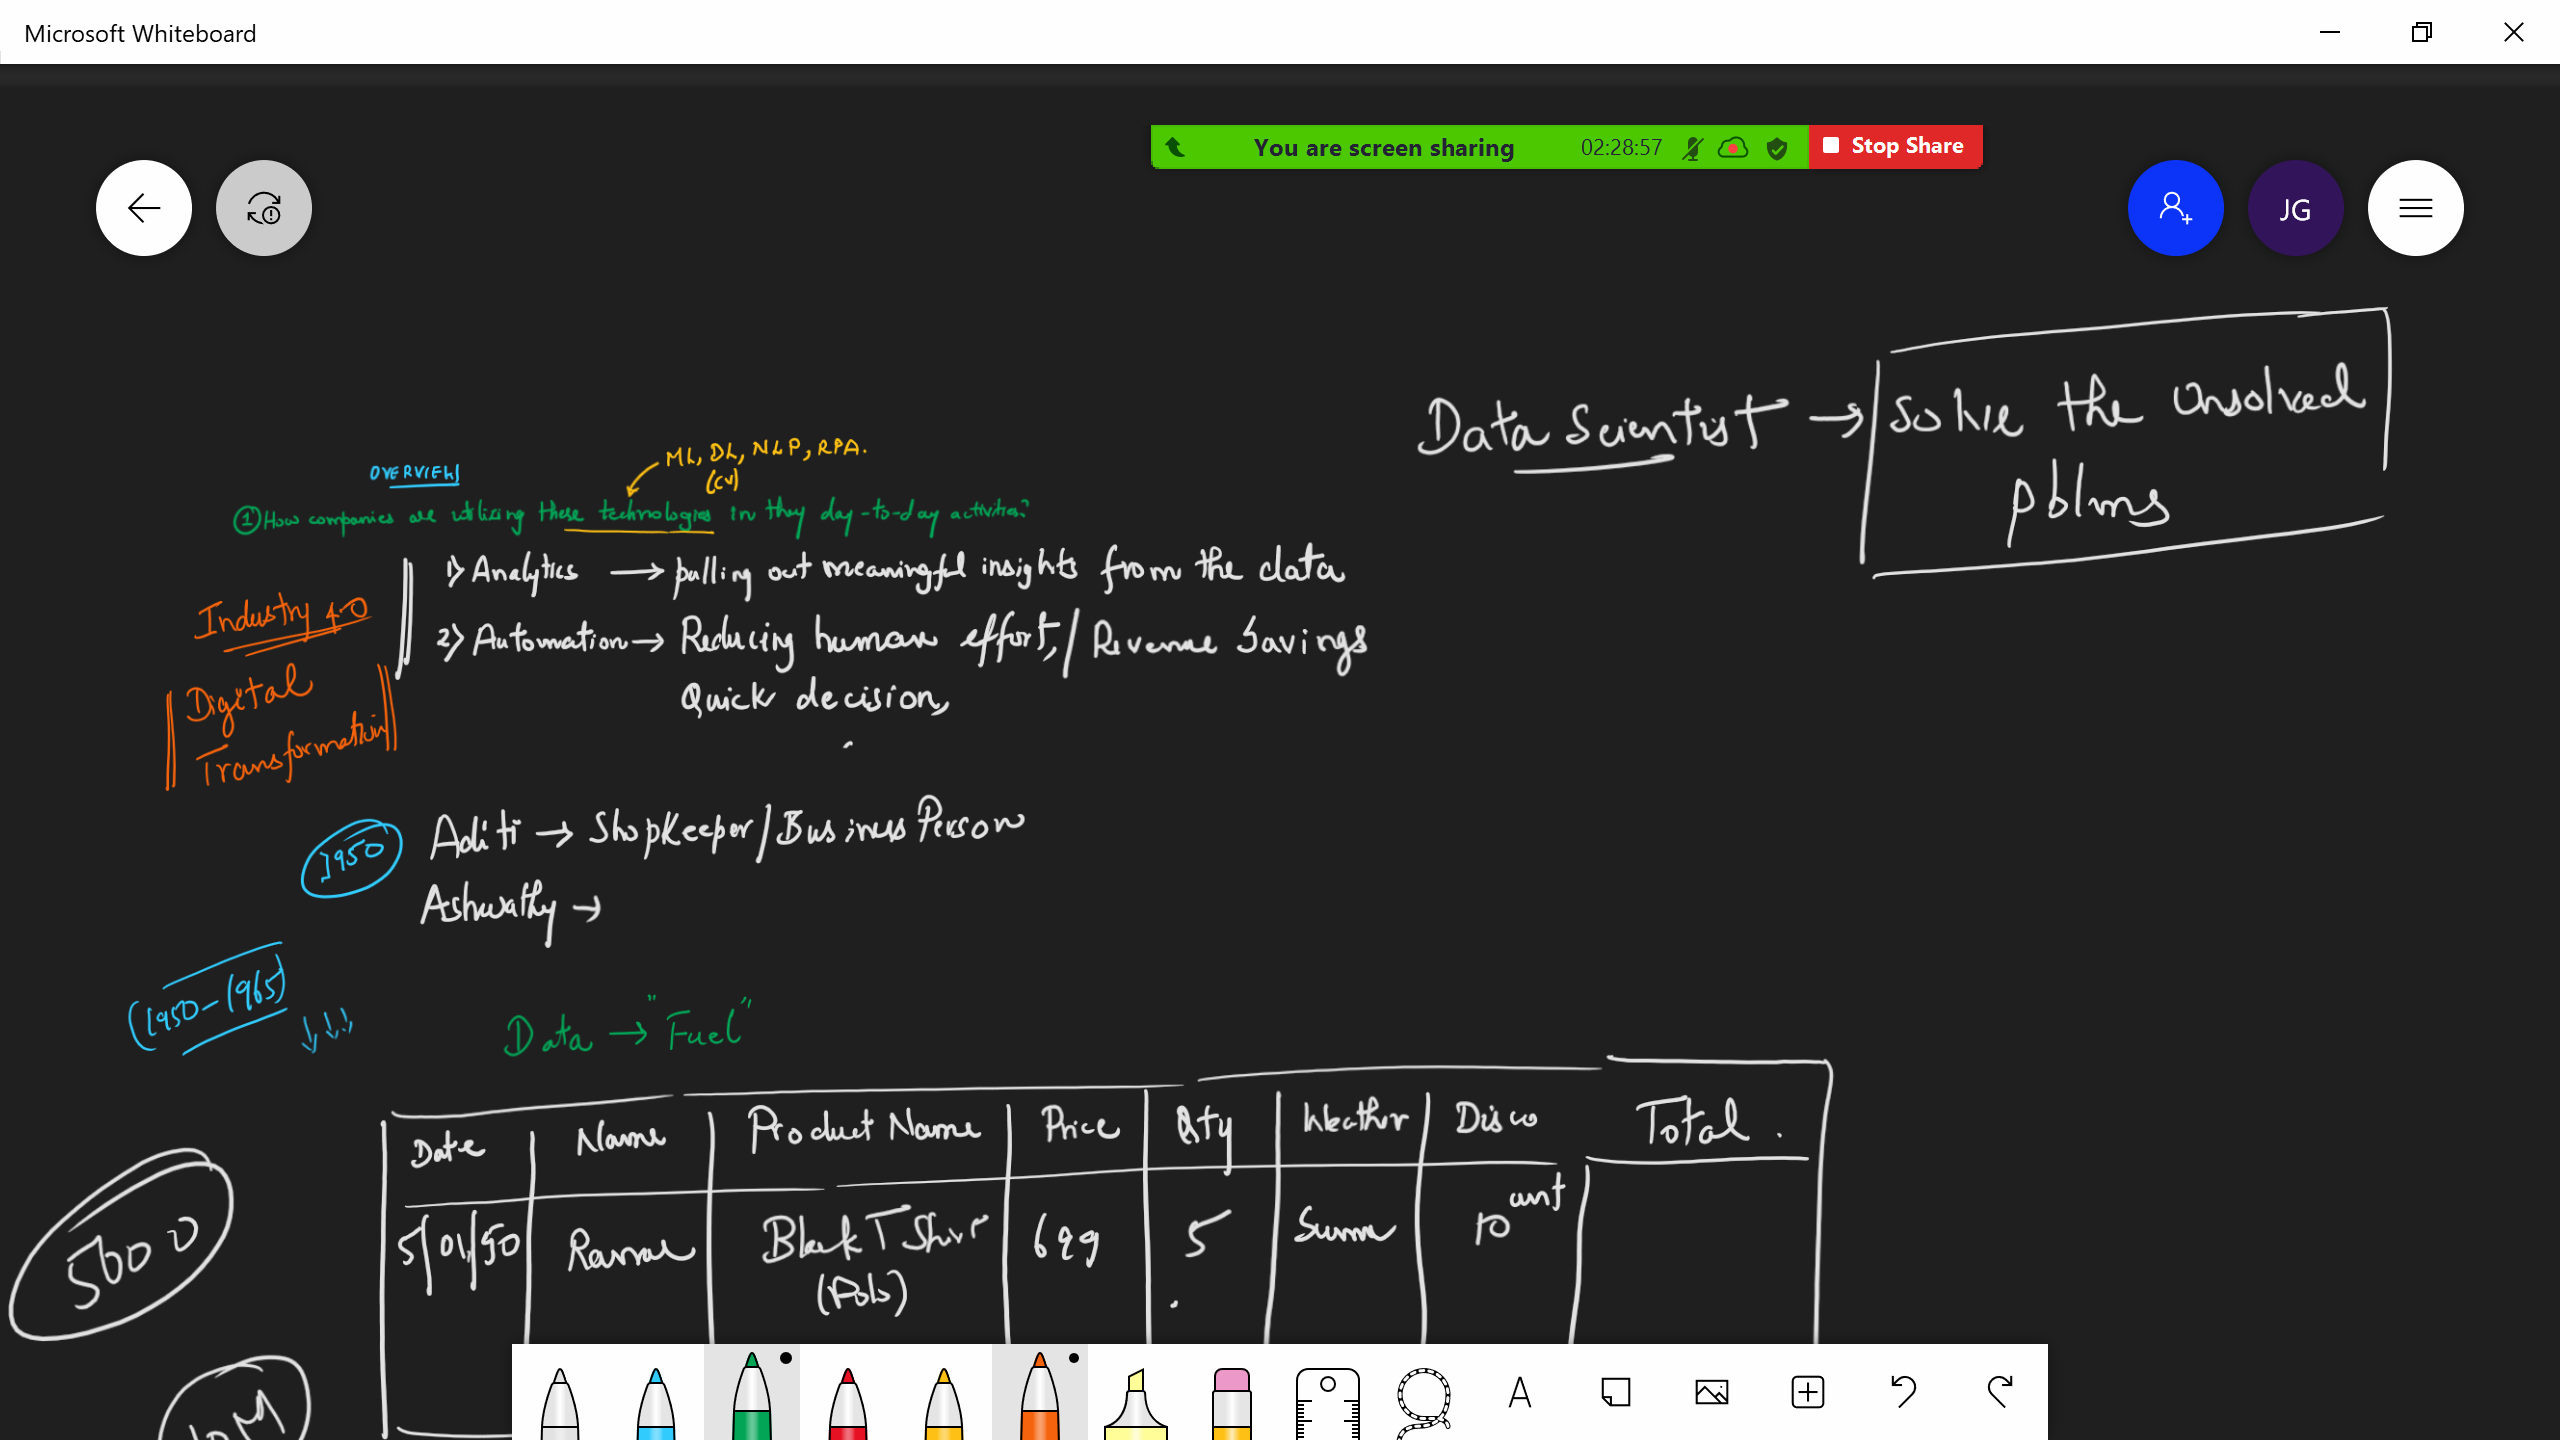 Microsoft Whiteboard
You are screen sharing 02:28:57 Stop Share
JG
Data Scientist → Solve the Unsolved
pblms
OVERVIEW
ML, DL, NLP, RPA.
(CV)
① How companies are utilizing these technologies in they day-to-day activities?
1) Analytics → pulling out meaningful insights from the data
Industry 4.0
2) Automation → Reducing human effort, / Revenue Savings
Quick decision,
Digital
Transformation
1950
Aditi → Shopkeeper/Business Person
Ashwathy →
(1950-1965)
Data → "Fuel"
Date Name Product Name Price Qty Weather Disco Total.
unt
5/01/50 Raman Black T Shirt 699 5 Summ 10
(Polo)
5000
A